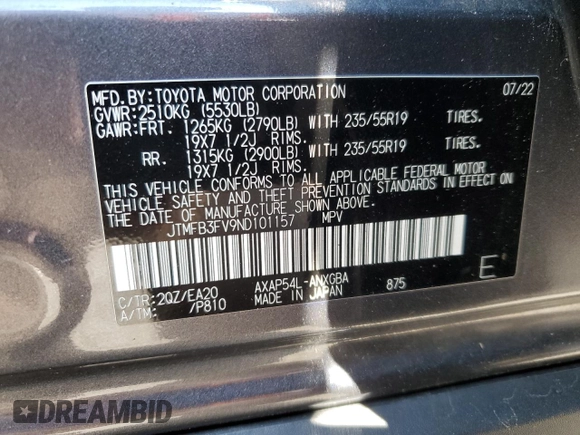 MFD.BY:TOYOTA MOTOR CORPORATION 07/22
GVWR:2510KG (5530LB)
GAWR:FRT. 1265KG (2790LB) WITH 235/55R19 TIRES.
19X7 1/2J RIMS.
RR. 1315KG (2900LB) WITH 235/55R19 TIRES.
19X7 1/2J RIMS.
THIS VEHICLE CONFORMS TO ALL APPLICABLE FEDERAL MOTOR
VEHICLE SAFETY AND THEFT PREVENTION STANDARDS IN EFFECT ON
THE DATE OF MANUFACTURE SHOWN ABOVE.
JTMFB3FV9ND101157 MPV
C/TR:2QZ/EA20 AXAP54L-ANXGBA 875 E
A/TM: /P810 MADE IN JAPAN
DREAMBID